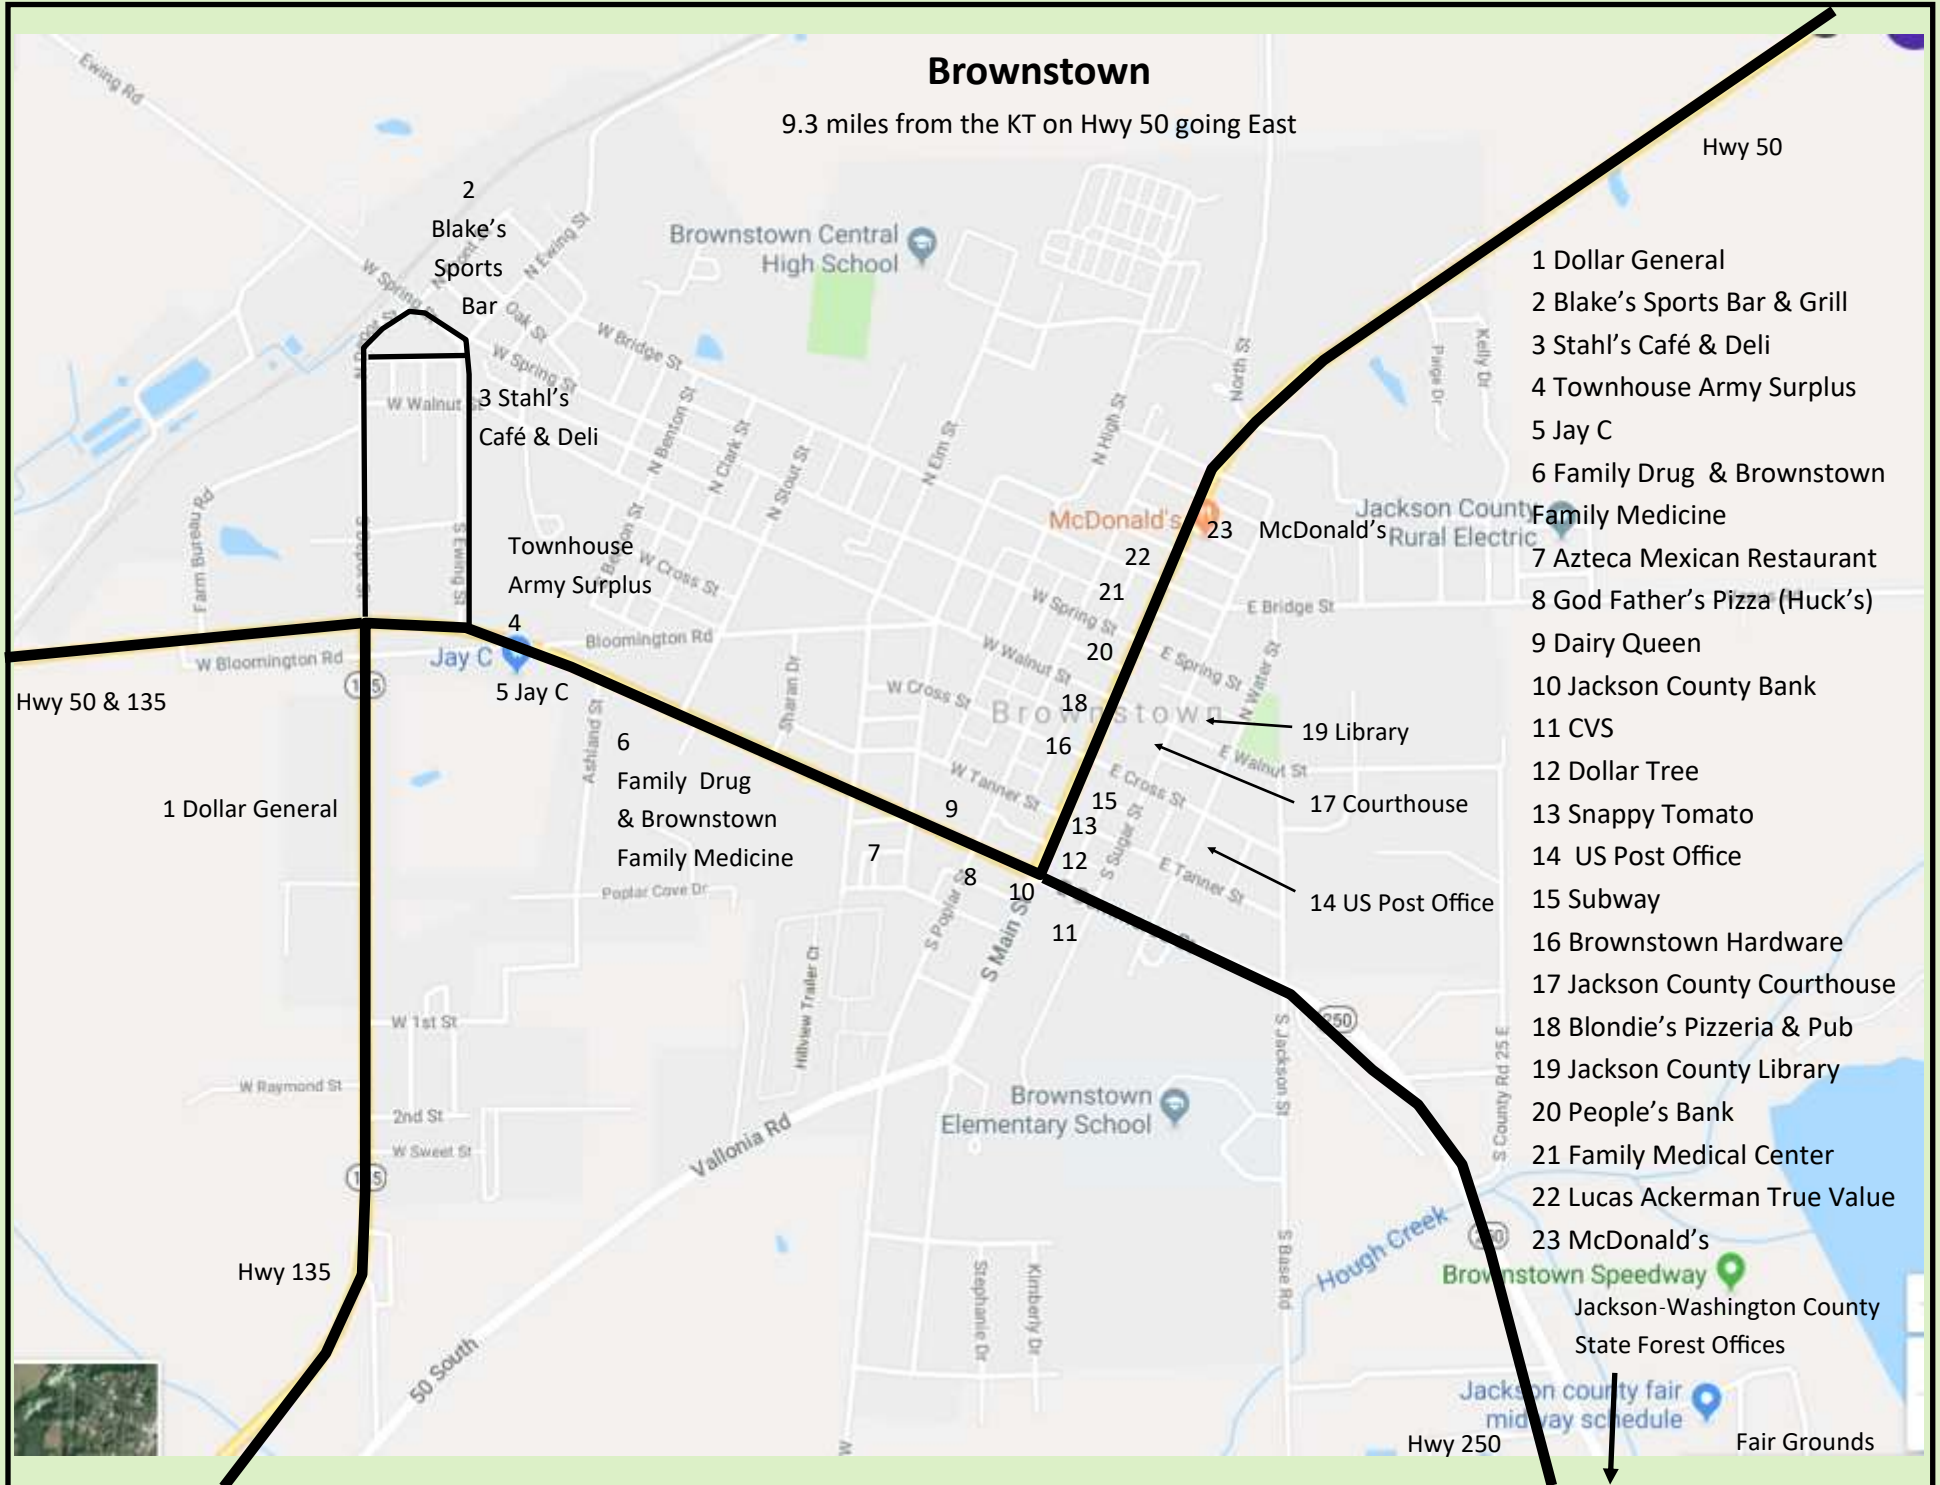 Brownstown
9.3 miles from the KT on Hwy 50 going East
Ewing Rd
Hwy 50
2
Blake’s
Sports
Bar
N Ewing St
W Spring
Oak St
W Spring St
W Bridge St
Brownstown Central
High School
North St
Paige Dr
Kelly Dr
W Walnut St
3 Stahl’s
Café & Deli
N Benton St
N Clark St
N Stout St
N Elm St
N High St
Farm Bureau Rd
S Ewing St
Townhouse
Army Surplus
4
W Cross St
McDonald's
23 McDonald’s
Jackson County
Rural Electric
22
21
20
18
16
W Spring St
E Bridge St
W Bloomington Rd
Bloomington Rd
Jay C
5 Jay C
Hwy 50 & 135
Ashland St
Sharan Dr
W Walnut St
W Cross St
E Spring St
N Water St
Brownstown
19 Library
E Walnut St
17 Courthouse
E Cross St
W Tanner St
15
13
12
S Sugar St
E Tanner St
14 US Post Office
1 Dollar General
6
Family Drug
& Brownstown
Family Medicine
7
9
8
10
11
Poplar Cove Dr
S Poplar St
S Main St
Hillview Trailer Ct
W 1st St
W Raymond St
2nd St
W Sweet St
Vallonia Rd
Brownstown
Elementary School
S Jackson St
250
S County Rd 25 E
S Base Rd
Hough Creek
Stephanie Dr
Kimberly Dr
Hwy 135
50 South
W
1 Dollar General
2 Blake’s Sports Bar & Grill
3 Stahl’s Café & Deli
4 Townhouse Army Surplus
5 Jay C
6 Family Drug & Brownstown
Family Medicine
7 Azteca Mexican Restaurant
8 God Father’s Pizza (Huck’s)
9 Dairy Queen
10 Jackson County Bank
11 CVS
12 Dollar Tree
13 Snappy Tomato
14 US Post Office
15 Subway
16 Brownstown Hardware
17 Jackson County Courthouse
18 Blondie’s Pizzeria & Pub
19 Jackson County Library
20 People’s Bank
21 Family Medical Center
22 Lucas Ackerman True Value
23 McDonald’s
Brownstown Speedway
Jackson-Washington County
State Forest Offices
Jackson county fair
midway schedule
Hwy 250
Fair Grounds